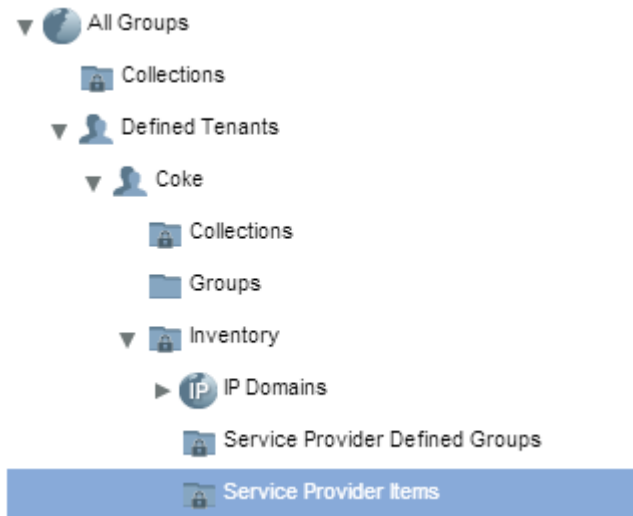 All Groups
Collections
Defined Tenants
Coke
Collections
Groups
Inventory
IP IP Domains
Service Provider Defined Groups
Service Provider Items